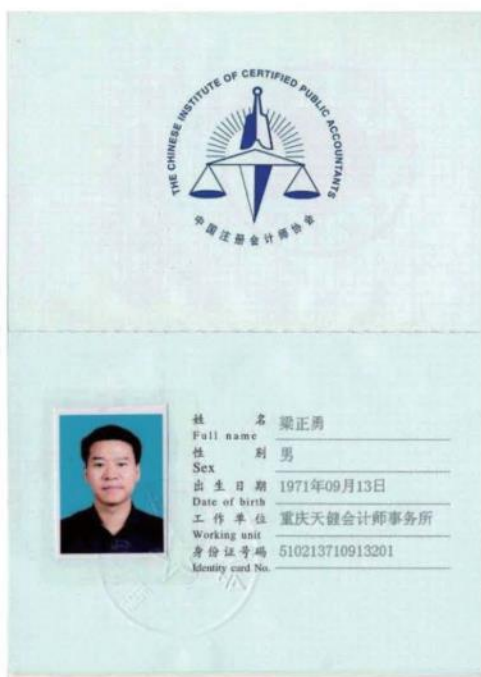 THE CHINESE INSTITUTE OF CERTIFIED PUBLIC ACCOUNTANTS
中国注册会计师协会
姓 名 梁正勇
Full name
性 别 男
Sex
出生日期 1971年09月13日
Date of birth
工作单位 重庆天健会计师事务所
Working unit
身份证号码 510213710913201
Identity card No.